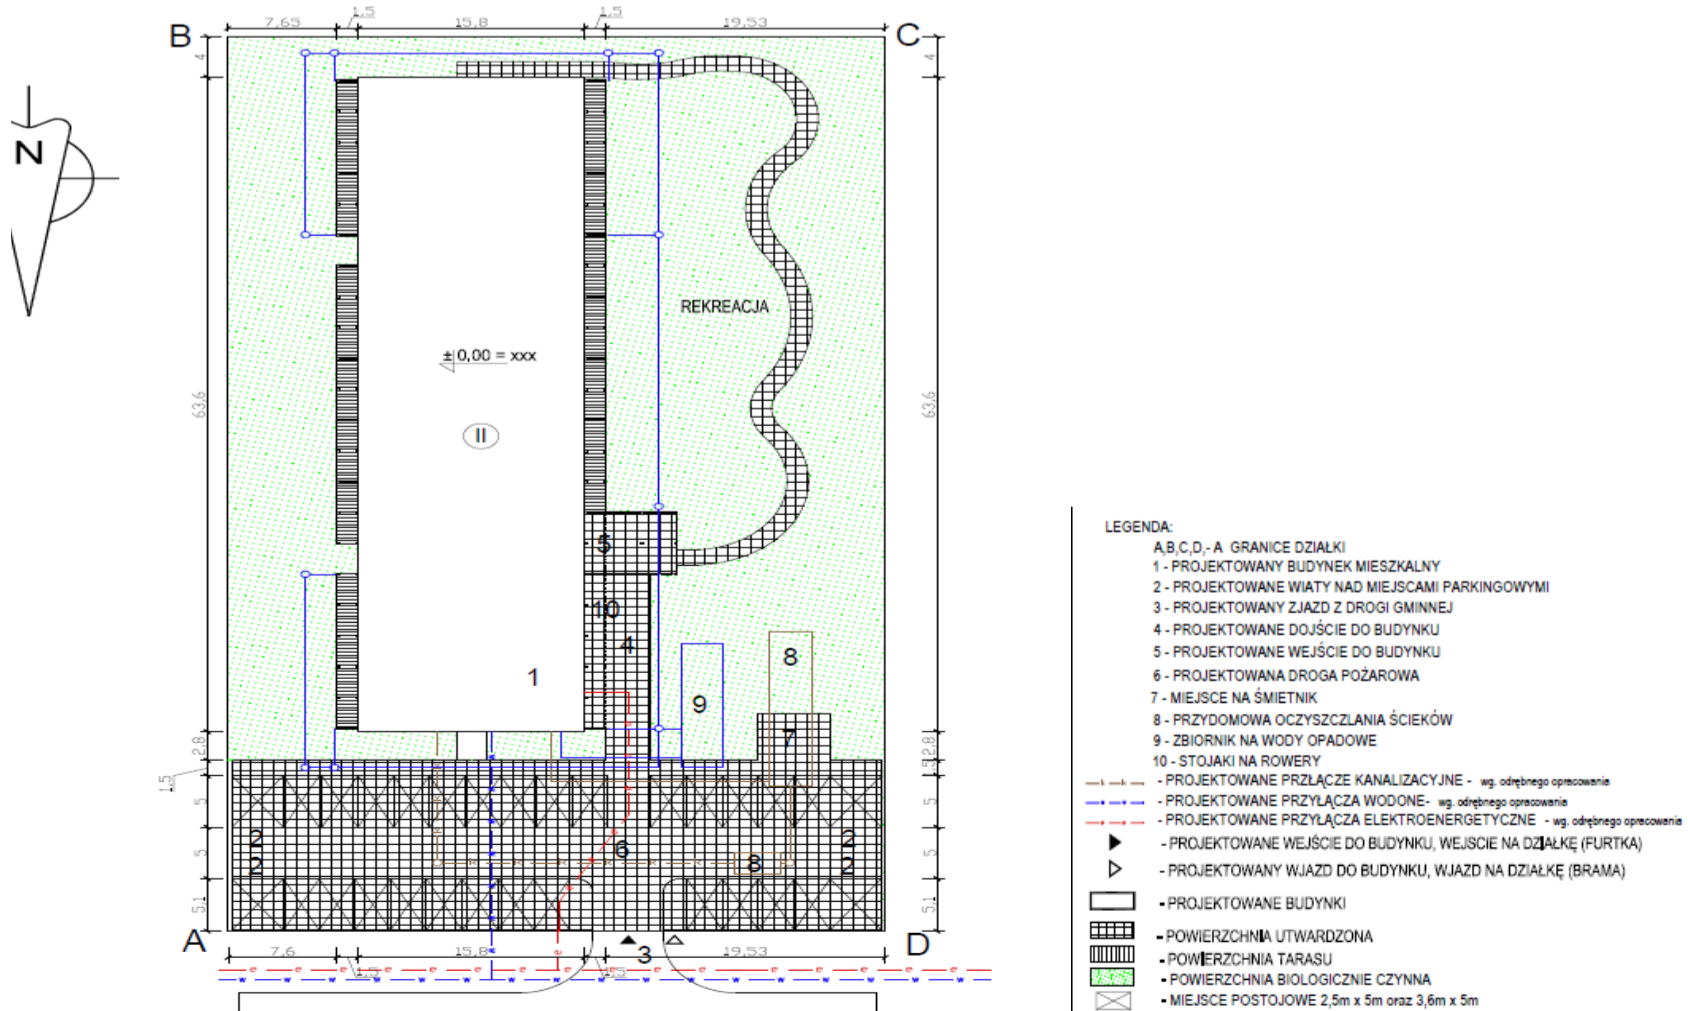 7,65
1,5
15,8
1,5
19,53
B
C
4
4
N
REKREACJA
±0,00 = xxx
II
63,6
63,6
5
10
4
1
8
9
7
2,8
2,8
1,5
1,5
5
5
2
2
2
2
5
5
6
8
5,1
5,1
A
D
3
7,6
1,5
15,8
1,5
19,53
LEGENDA:
A,B,C,D,- A GRANICE DZIAŁKI
1 - PROJEKTOWANY BUDYNEK MIESZKALNY
2 - PROJEKTOWANE WIATY NAD MIEJSCAMI PARKINGOWYMI
3 - PROJEKTOWANY ZJAZD Z DROGI GMINNEJ
4 - PROJEKTOWANE DOJŚCIE DO BUDYNKU
5 - PROJEKTOWANE WEJŚCIE DO BUDYNKU
6 - PROJEKTOWANA DROGA POŻAROWA
7 - MIEJSCE NA ŚMIETNIK
8 - PRZYDOMOWA OCZYSZCZLANIA ŚCIEKÓW
9 - ZBIORNIK NA WODY OPADOWE
10 - STOJAKI NA ROWERY
- PROJEKTOWANE PRZŁĄCZE KANALIZACYJNE - wg. odrębnego opracowania
- PROJEKTOWANE PRZYŁĄCZA WODONE- wg. odrębnego opracowania
- PROJEKTOWANE PRZYŁĄCZA ELEKTROENERGETYCZNE - wg. odrębnego opracowania
- PROJEKTOWANE WEJŚCIE DO BUDYNKU, WEJSCIE NA DZIAŁKĘ (FURTKA)
- PROJEKTOWANY WJAZD DO BUDYNKU, WJAZD NA DZIAŁKĘ (BRAMA)
- PROJEKTOWANE BUDYNKI
- POWIERZCHNIA UTWARDZONA
- POWIERZCHNIA TARASU
- POWIERZCHNIA BIOLOGICZNIE CZYNNA
- MIEJSCE POSTOJOWE 2,5m x 5m oraz 3,6m x 5m